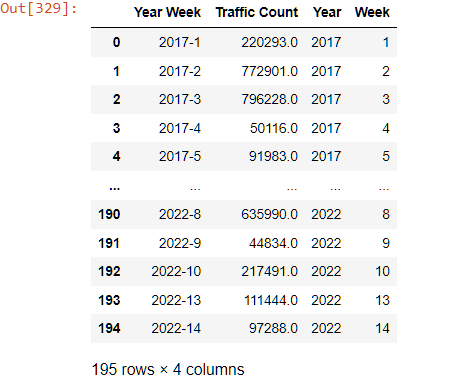 Out[329]:
Year Week Traffic Count Year Week
0 2017-1 220293.0 2017 1
1 2017-2 772901.0 2017 2
2 2017-3 796228.0 2017 3
3 2017-4 50116.0 2017 4
4 2017-5 91983.0 2017 5
... ... ... ... ...
190 2022-8 635990.0 2022 8
191 2022-9 44834.0 2022 9
192 2022-10 217491.0 2022 10
193 2022-13 111444.0 2022 13
194 2022-14 97288.0 2022 14
195 rows × 4 columns